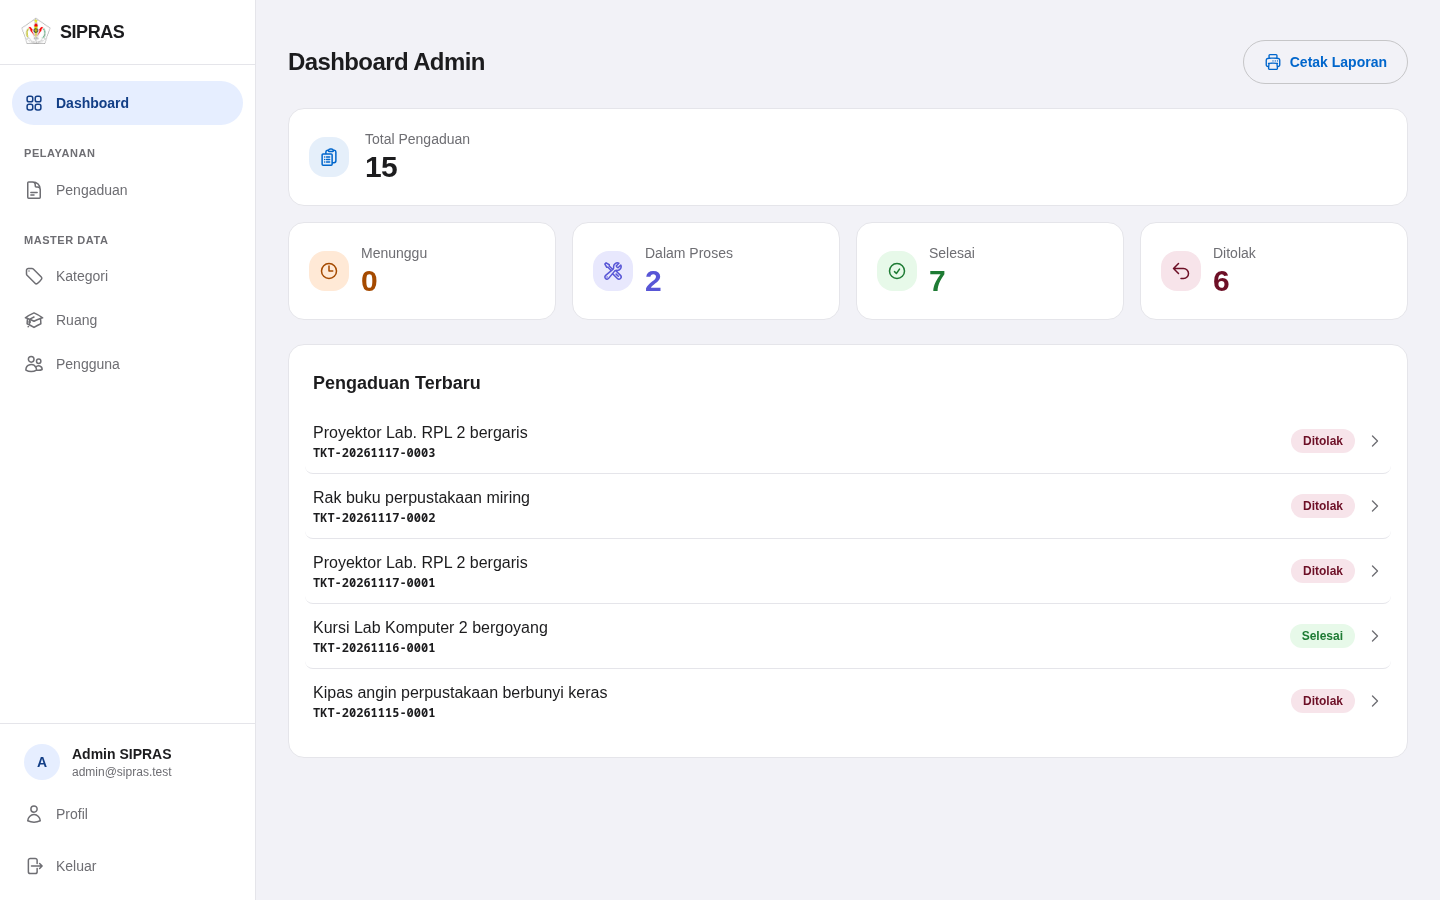 SIPRAS
Dashboard
PELAYANAN
Pengaduan
MASTER DATA
Kategori
Ruang
Pengguna
A
Admin SIPRAS
admin@sipras.test
Profil
Keluar
Dashboard Admin
Cetak Laporan
Total Pengaduan
15
Menunggu
0
Dalam Proses
2
Selesai
7
Ditolak
6
Pengaduan Terbaru
Proyektor Lab. RPL 2 bergaris
TKT-20261117-0003
Ditolak
Rak buku perpustakaan miring
TKT-20261117-0002
Ditolak
Proyektor Lab. RPL 2 bergaris
TKT-20261117-0001
Ditolak
Kursi Lab Komputer 2 bergoyang
TKT-20261116-0001
Selesai
Kipas angin perpustakaan berbunyi keras
TKT-20261115-0001
Ditolak